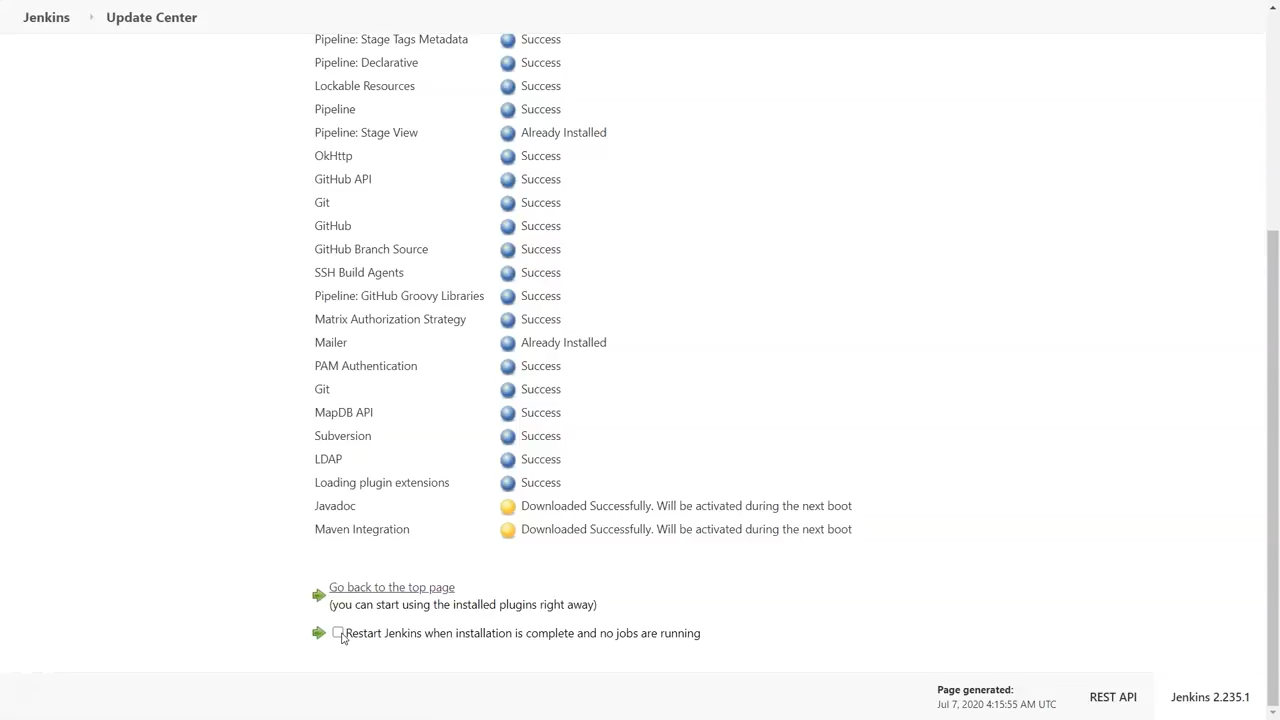 Jenkins Update Center
Pipeline: Stage Tags Metadata Success
Pipeline: Declarative Success
Lockable Resources Success
Pipeline Success
Pipeline: Stage View Already Installed
OkHttp Success
GitHub API Success
Git Success
GitHub Success
GitHub Branch Source Success
SSH Build Agents Success
Pipeline: GitHub Groovy Libraries Success
Matrix Authorization Strategy Success
Mailer Already Installed
PAM Authentication Success
Git Success
MapDB API Success
Subversion Success
LDAP Success
Loading plugin extensions Success
Javadoc Downloaded Successfully. Will be activated during the next boot
Maven Integration Downloaded Successfully. Will be activated during the next boot
Go back to the top page
(you can start using the installed plugins right away)
Restart Jenkins when installation is complete and no jobs are running
Page generated:
Jul 7, 2020 4:15:55 AM UTC
REST API
Jenkins 2.235.1